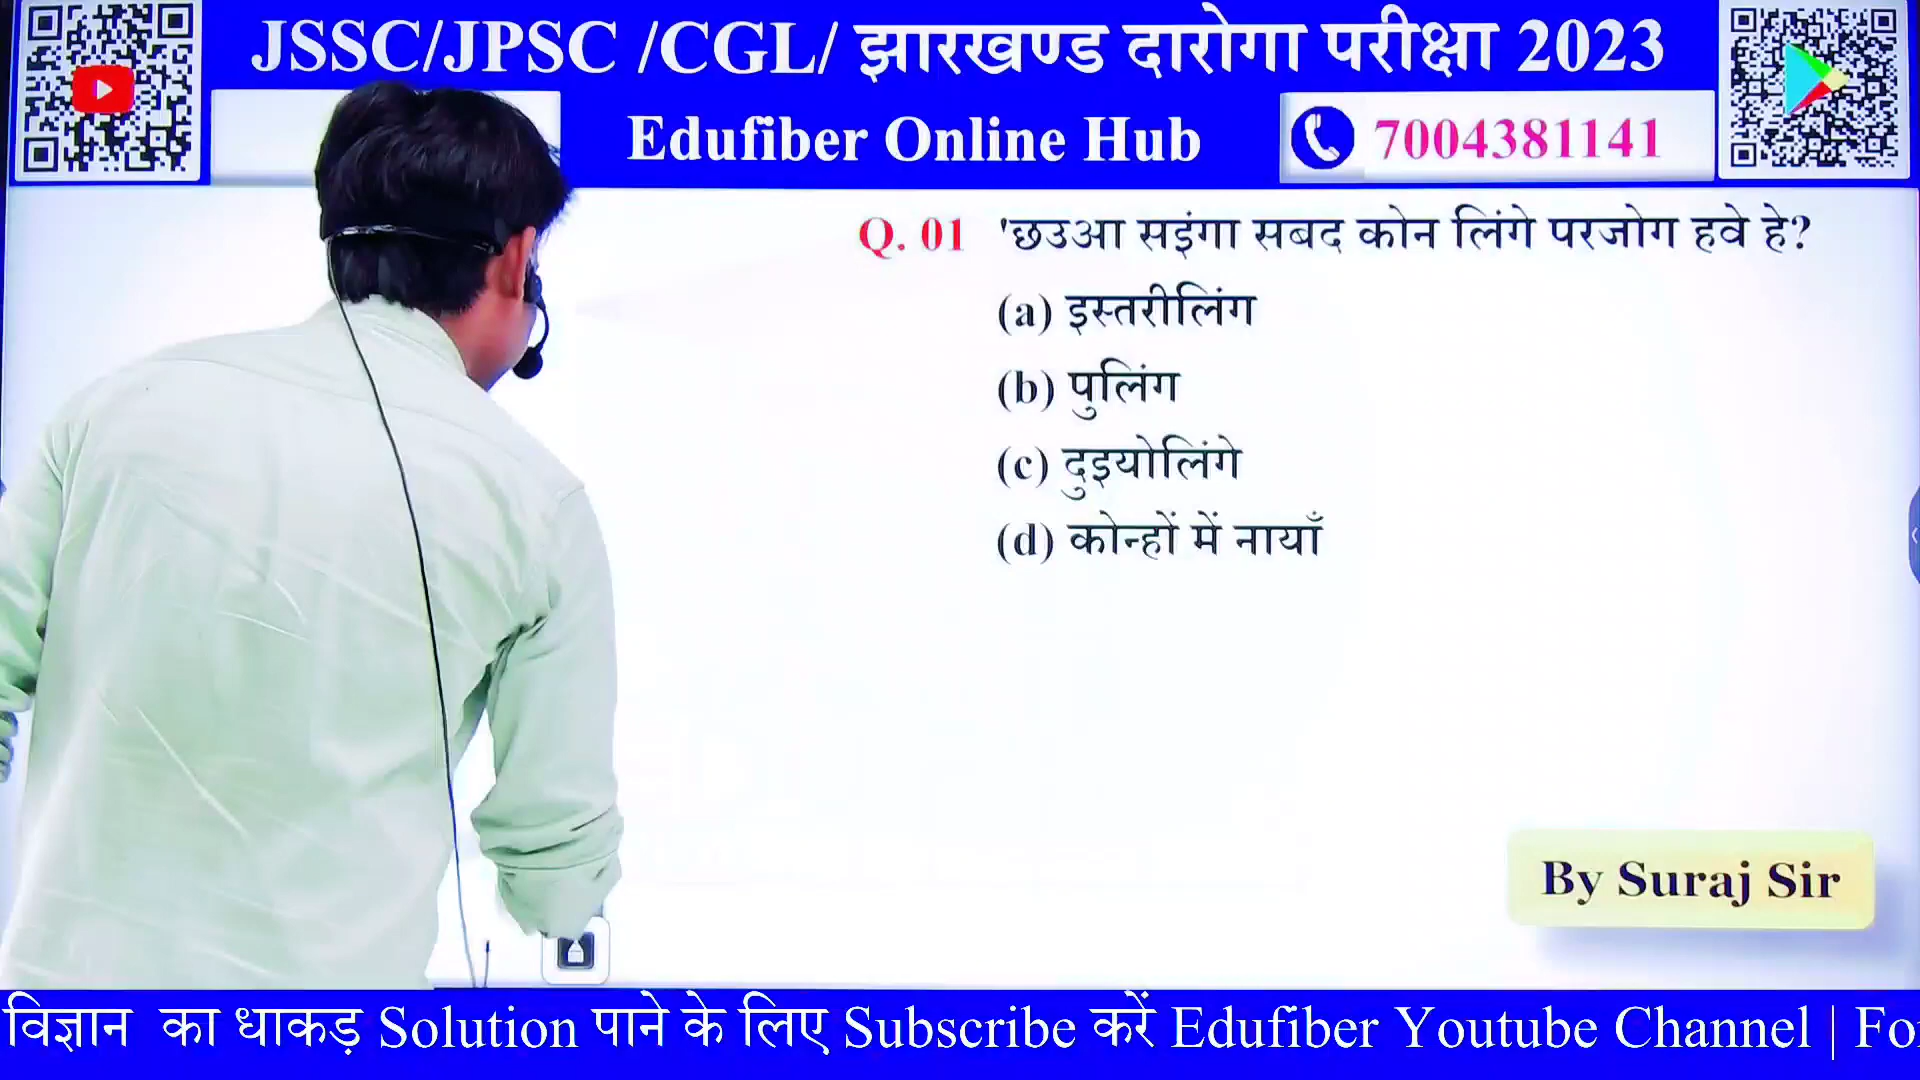 JSSC/JPSC /CGL/ झारखण्ड दारोगा परीक्षा 2023
Edufiber Online Hub
7004381141
Q. 01 'छउआ सइंगा सबद कोन लिंगे परजोग हवे हे?
(a) इस्तरीलिंग
(b) पुलिंग
(c) दुइयोलिंगे
(d) कोन्हों में नायाँ
By Suraj Sir
विज्ञान का धाकड़ Solution पाने के लिए Subscribe करें Edufiber Youtube Channel | For